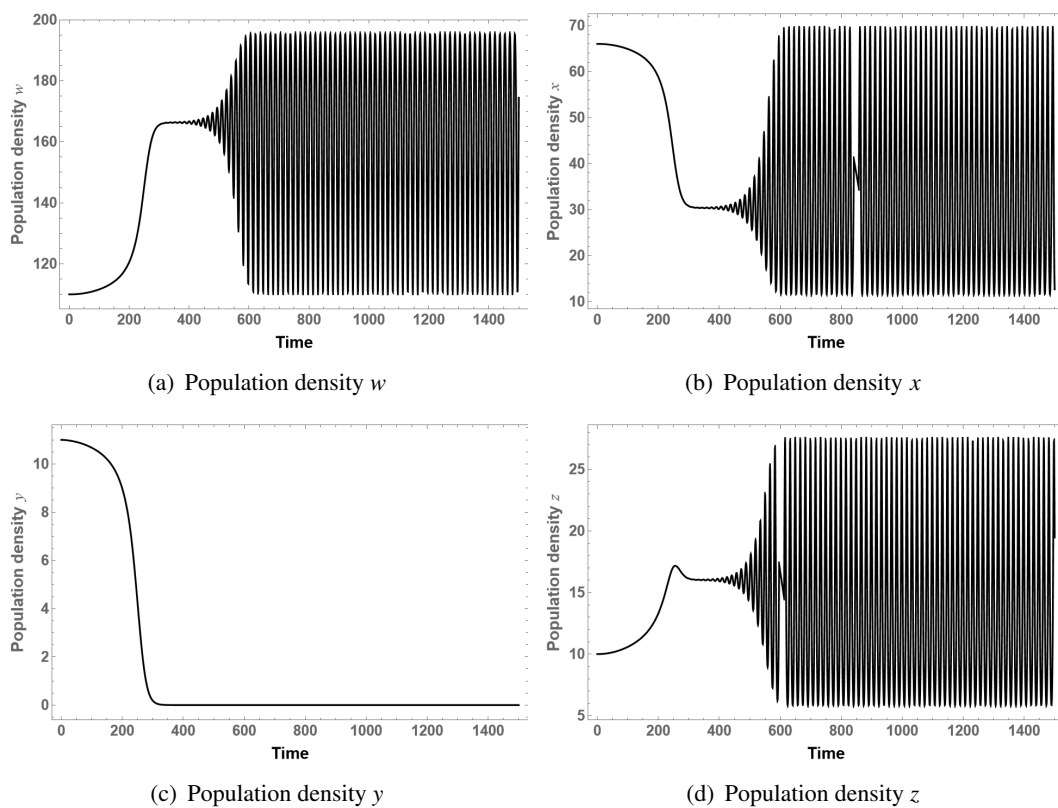 Population density w
200
180
160
140
120
0 200 400 600 800 1000 1200 1400
Time
(a) Population density w
Population density x
70
60
50
40
30
20
10
0 200 400 600 800 1000 1200 1400
Time
(b) Population density x
Population density y
10
8
6
4
2
0
0 200 400 600 800 1000 1200 1400
Time
(c) Population density y
Population density z
25
20
15
10
5
0 200 400 600 800 1000 1200 1400
Time
(d) Population density z